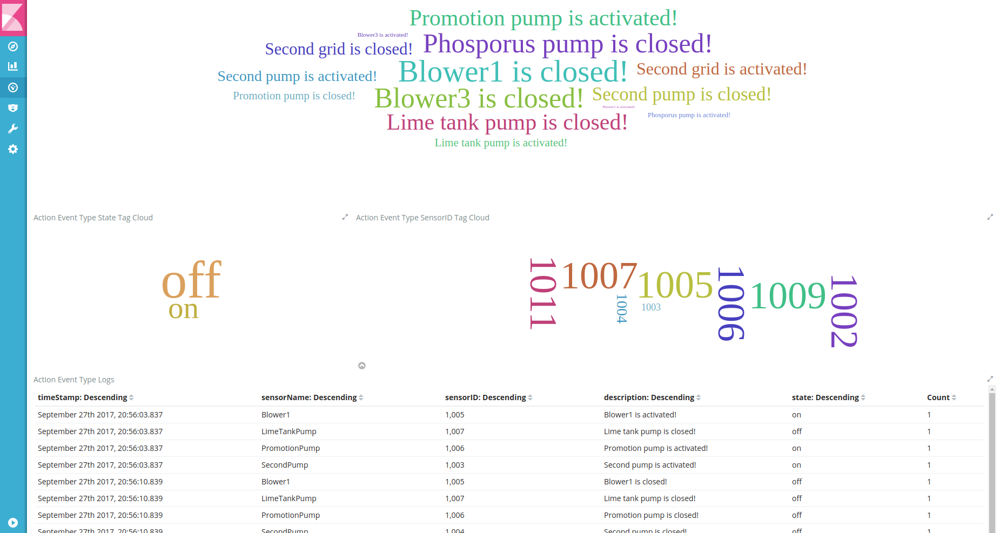 Promotion pump is activated!
Blower3 is activated!
Second grid is closed!
Phosporus pump is closed!
Second pump is activated!
Blower1 is closed!
Second grid is activated!
Promotion pump is closed!
Blower3 is closed!
Second pump is closed!
Blower1 is activated!
Phosporus pump is activated!
Lime tank pump is closed!
Lime tank pump is activated!
Action Event Type State Tag Cloud
Action Event Type SensorID Tag Cloud
off
on
1011
1007
1004
1005
1003
1006
1009
1002
Action Event Type Logs
timeStamp: Descending sensorName: Descending sensorID: Descending description: Descending state: Descending Count
September 27th 2017, 20:56:03.837 Blower1 1,005 Blower1 is activated! on 1
September 27th 2017, 20:56:03.837 LimeTankPump 1,007 Lime tank pump is closed! off 1
September 27th 2017, 20:56:03.837 PromotionPump 1,006 Promotion pump is activated! on 1
September 27th 2017, 20:56:03.837 SecondPump 1,003 Second pump is activated! on 1
September 27th 2017, 20:56:10.839 Blower1 1,005 Blower1 is closed! off 1
September 27th 2017, 20:56:10.839 LimeTankPump 1,007 Lime tank pump is closed! off 1
September 27th 2017, 20:56:10.839 PromotionPump 1,006 Promotion pump is closed! off 1
September 27th 2017, 20:56:10.839 SecondPump 1,004 Second pump is closed! off 1